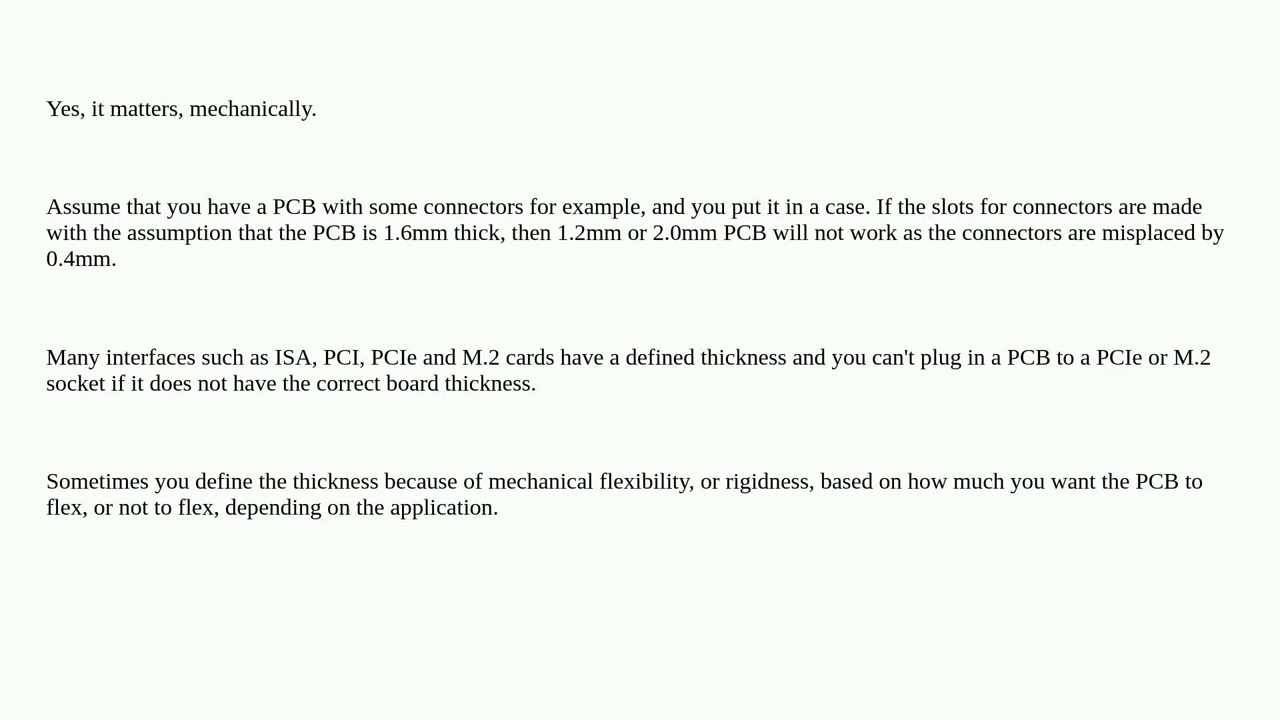 Yes, it matters, mechanically.
Assume that you have a PCB with some connectors for example, and you put it in a case. If the slots for connectors are made
with the assumption that the PCB is 1.6mm thick, then 1.2mm or 2.0mm PCB will not work as the connectors are misplaced by
0.4mm.
Many interfaces such as ISA, PCI, PCIe and M.2 cards have a defined thickness and you can't plug in a PCB to a PCIe or M.2
socket if it does not have the correct board thickness.
Sometimes you define the thickness because of mechanical flexibility, or rigidness, based on how much you want the PCB to
flex, or not to flex, depending on the application.